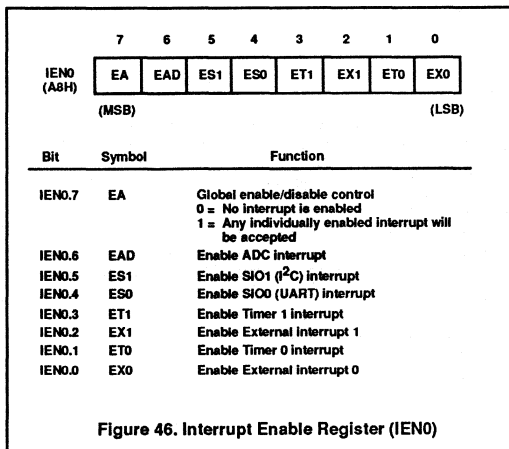 7 6 5 4 3 2 1 0
IEN0 EA EAD ES1 ES0 ET1 EX1 ET0 EX0
(A8H)
(MSB) (LSB)
Bit Symbol Function
IEN0.7 EA Global enable/disable control
0 = No interrupt is enabled
1 = Any individually enabled interrupt will
be accepted
IEN0.6 EAD Enable ADC interrupt
IEN0.5 ES1 Enable SIO1 (I²C) interrupt
IEN0.4 ES0 Enable SIO0 (UART) interrupt
IEN0.3 ET1 Enable Timer 1 interrupt
IEN0.2 EX1 Enable External interrupt 1
IEN0.1 ET0 Enable Timer 0 interrupt
IEN0.0 EX0 Enable External interrupt 0
Figure 46. Interrupt Enable Register (IEN0)